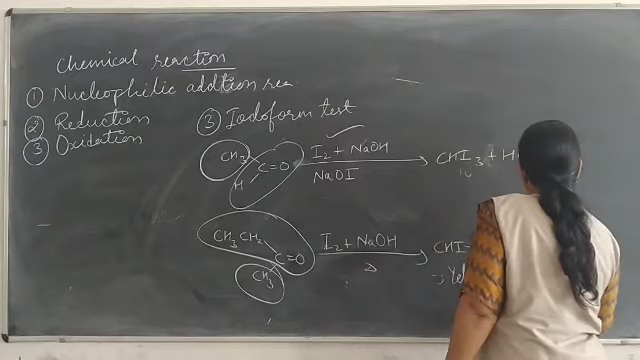 Chemical reaction
① Nucleophilic addtion rea
② Reduction
③ Oxidation
③ Iodoform test
CH3
C=O
H
I2 + NaOH
NaOI
CHI3 + H
CH3CH2
C=O
CH3
I2 + NaOH
CHI
Yel